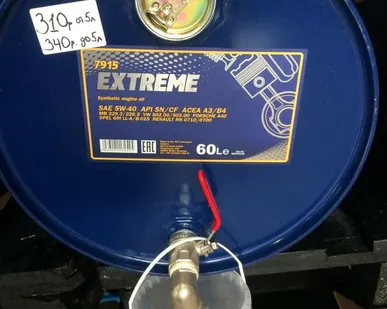 310р от 5л
340р. до 5л
7915
EXTREME
Synthetic engine oil
SAE 5W-40 API SN/CF ACEA A3/B4
MB 229.3/226.5 VW 502.00/505.00 PORSCHE A40
OPEL GM LL-A/B-025 RENAULT RN 0710/0700
EAC
60Le